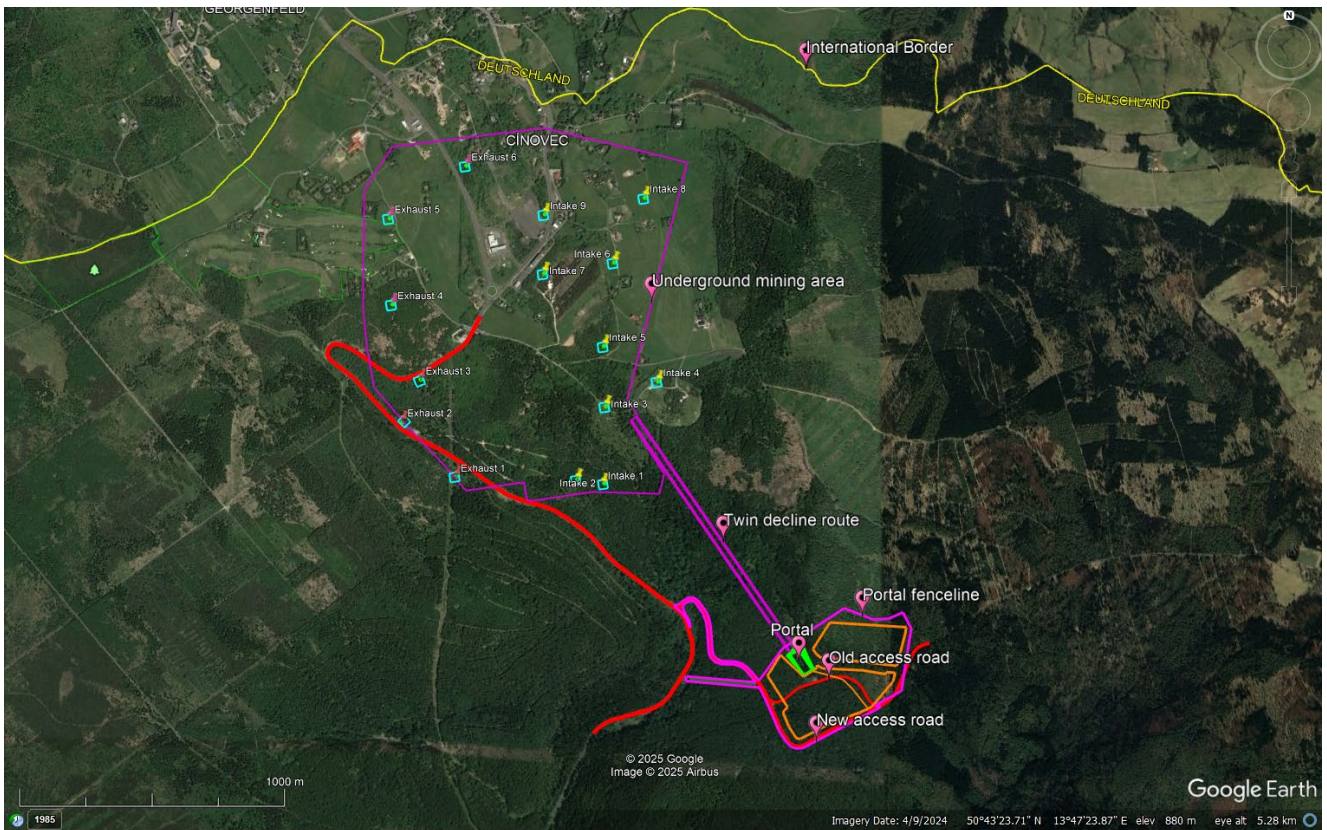 GEORGENFELD
International Border
DEUTSCHLAND
DEUTSCHLAND
CÍNOVEC
Exhaust 6
Intake 8
Exhaust 5
Intake 9
Intake 6
Intake 7
Underground mining area
Exhaust 4
Intake 5
Exhaust 3
Intake 4
Intake 3
Exhaust 2
Exhaust 1
Intake 1
Intake 2
Twin decline route
Portal fenceline
Portal
Old access road
New access road
N
© 2025 Google
Image © 2025 Airbus
1000 m
Google Earth
1985
Imagery Date: 4/9/2024 50°43'23.71" N 13°47'23.87" E elev 880 m eye alt 5.28 km